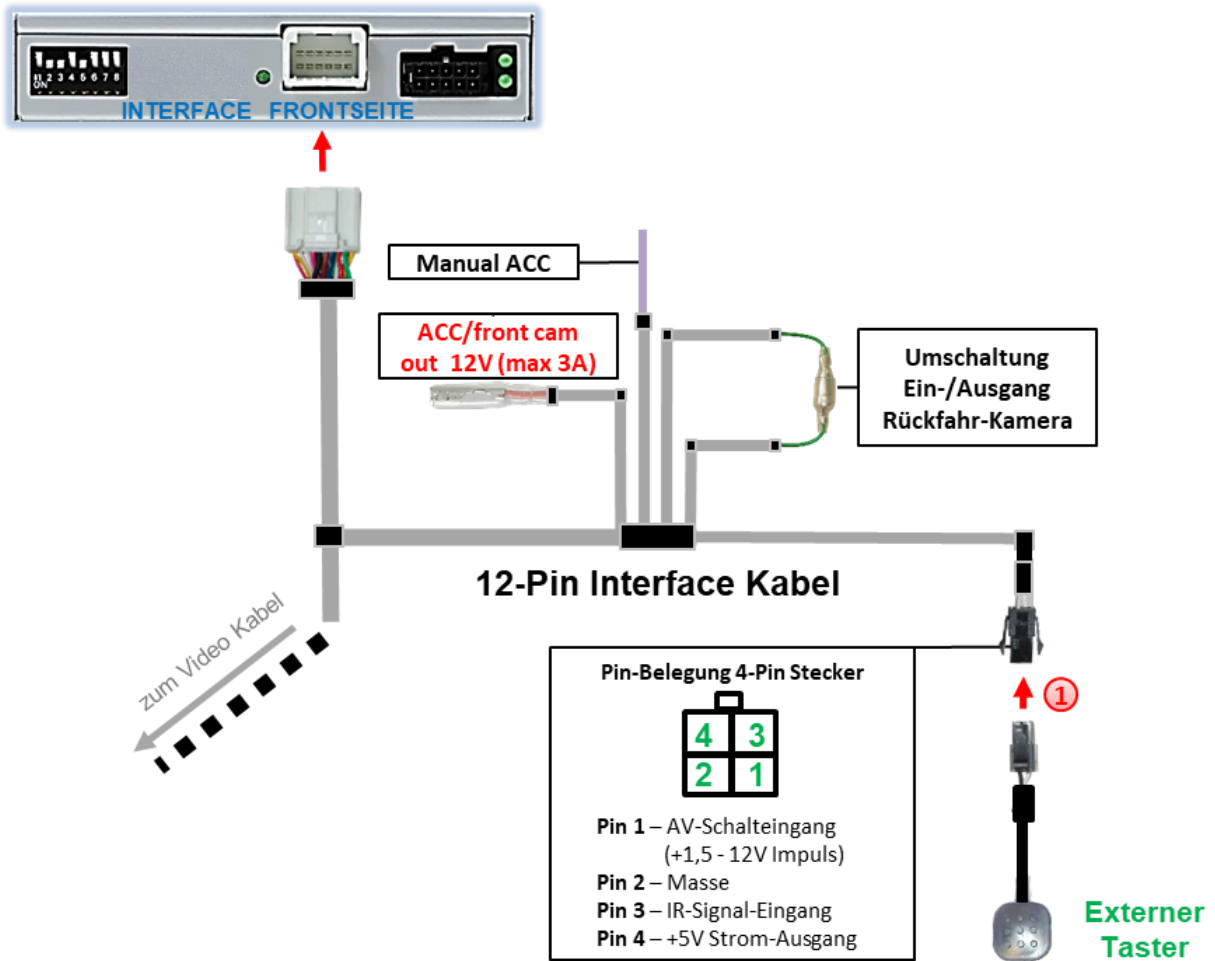 1 2 3 4 5 6 7 8
ON
INTERFACE FRONTSEITE
Manual ACC
ACC/front cam
out 12V (max 3A)
Umschaltung
Ein-/Ausgang
Rückfahr-Kamera
12-Pin Interface Kabel
zum Video Kabel
Pin-Belegung 4-Pin Stecker
4 3
2 1
Pin 1 – AV-Schalteingang
(+1,5 - 12V Impuls)
Pin 2 – Masse
Pin 3 – IR-Signal-Eingang
Pin 4 – +5V Strom-Ausgang
1
Externer
Taster